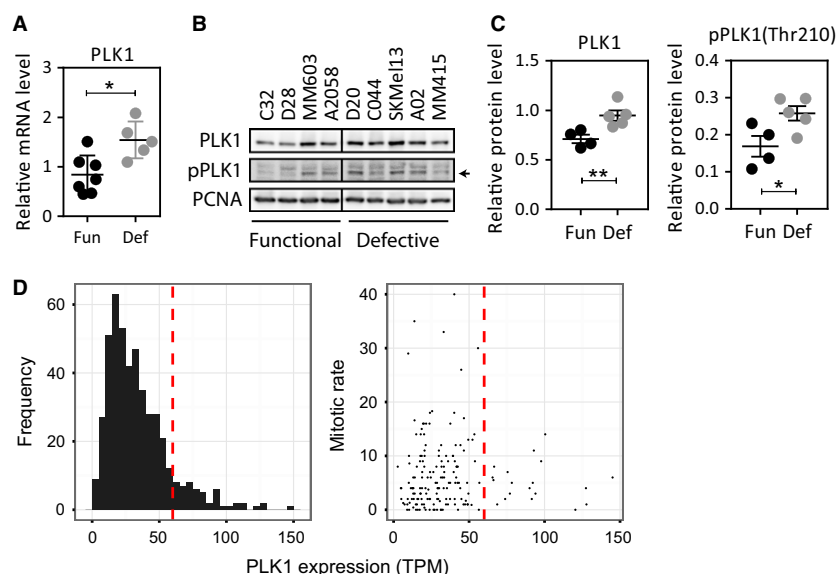 A
PLK1
Relative mRNA level
3
2
1
0
*
Fun Def
B
C32
D28
MM603
A2058
D20
C044
SKMel13
A02
MM415
PLK1
pPLK1
PCNA
Functional Defective
C
PLK1
Relative protein level
1.5
1.0
0.5
0.0
**
Fun Def
pPLK1(Thr210)
Relative protein level
0.4
0.3
0.2
0.1
0.0
*
Fun Def
D
Frequency
60
40
20
0
0 50 100 150
Mitotic rate
40
30
20
10
0
0 50 100 150
PLK1 expression (TPM)